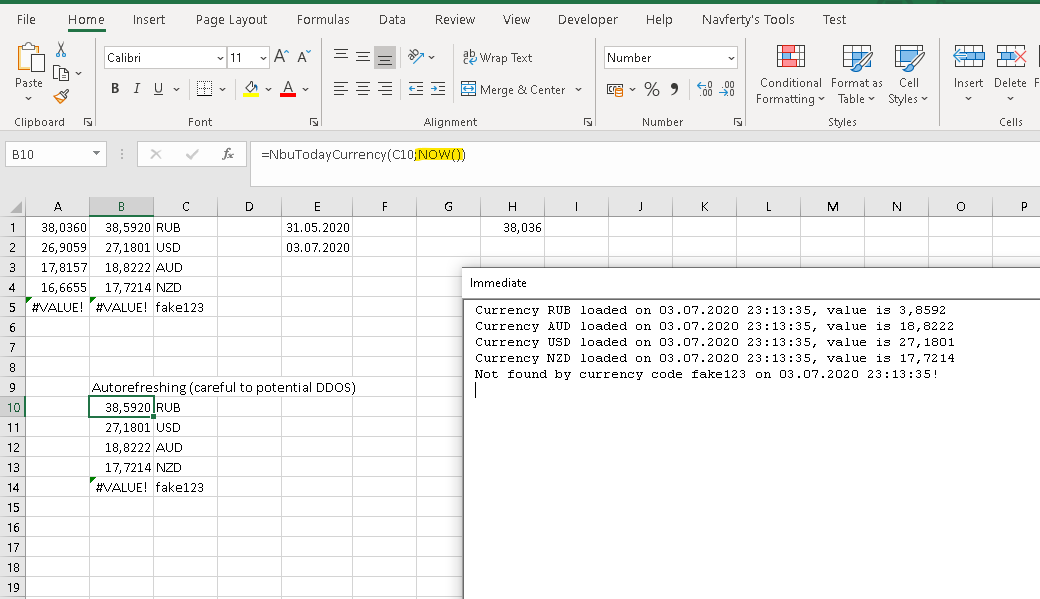 File Home Insert Page Layout Formulas Data Review View Developer Help Navferty's Tools Test
Calibri 11 A A ab Wrap Text Number
Paste Conditional Format as Cell Insert Delete F
B I U A Merge & Center % Formatting Table Styles
Clipboard Font Alignment Number Styles Cells
B10 fx =NbuTodayCurrency(C10;NOW())
A B C D E F G H I J K L M N O P
1 38,0360 38,5920 RUB 31.05.2020 38,036
2 26,9059 27,1801 USD 03.07.2020
3 17,8157 18,8222 AUD
4 16,6655 17,7214 NZD
5 #VALUE! #VALUE! fake123
6
7
8
9 Autorefreshing (careful to potential DDOS)
10 38,5920 RUB
11 27,1801 USD
12 18,8222 AUD
13 17,7214 NZD
14 #VALUE! fake123
15
16
17
18
19
Immediate
Currency RUB loaded on 03.07.2020 23:13:35, value is 3,8592
Currency AUD loaded on 03.07.2020 23:13:35, value is 18,8222
Currency USD loaded on 03.07.2020 23:13:35, value is 27,1801
Currency NZD loaded on 03.07.2020 23:13:35, value is 17,7214
Not found by currency code fake123 on 03.07.2020 23:13:35!